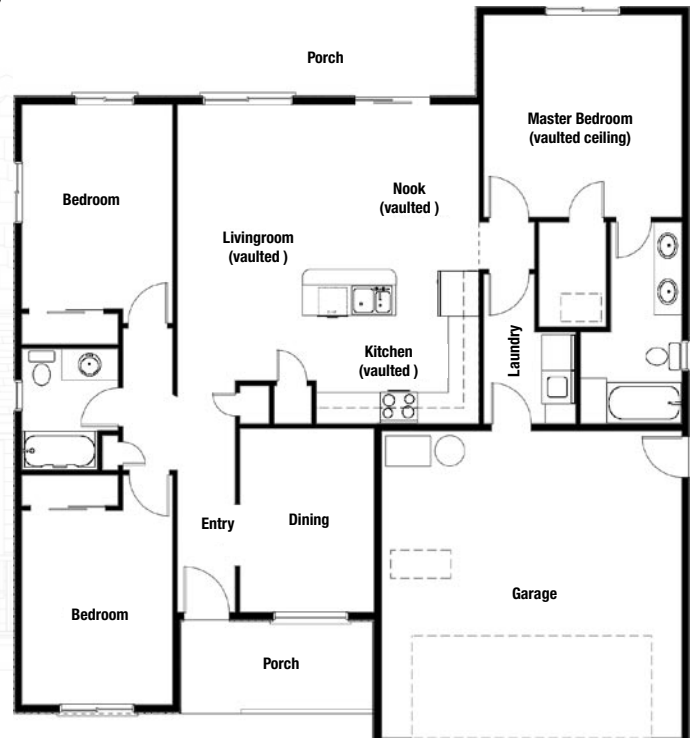 Porch
Master Bedroom
(vaulted ceiling)
Bedroom
Nook
(vaulted )
Livingroom
(vaulted )
Kitchen
(vaulted )
Laundry
Entry
Dining
Garage
Bedroom
Porch